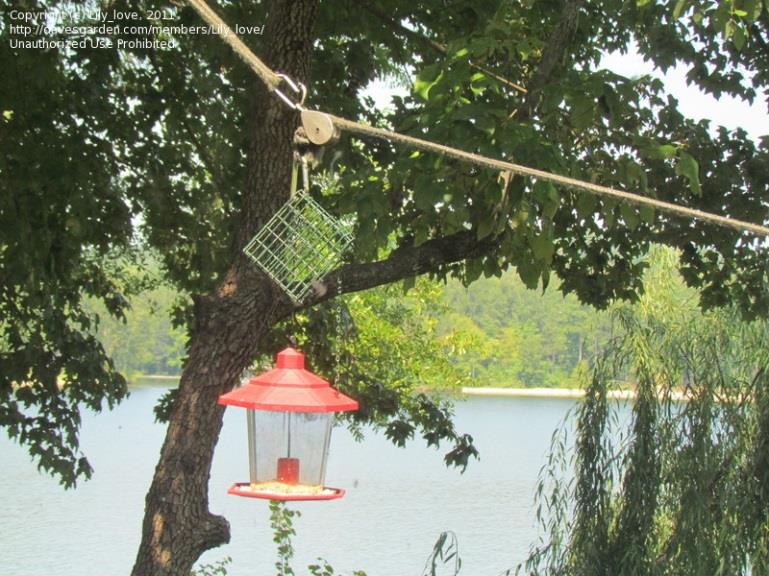 Copyright (c) Lily_love, 2011
http://davesgarden.com/members/Lily_love/
Unauthorized Use Prohibited